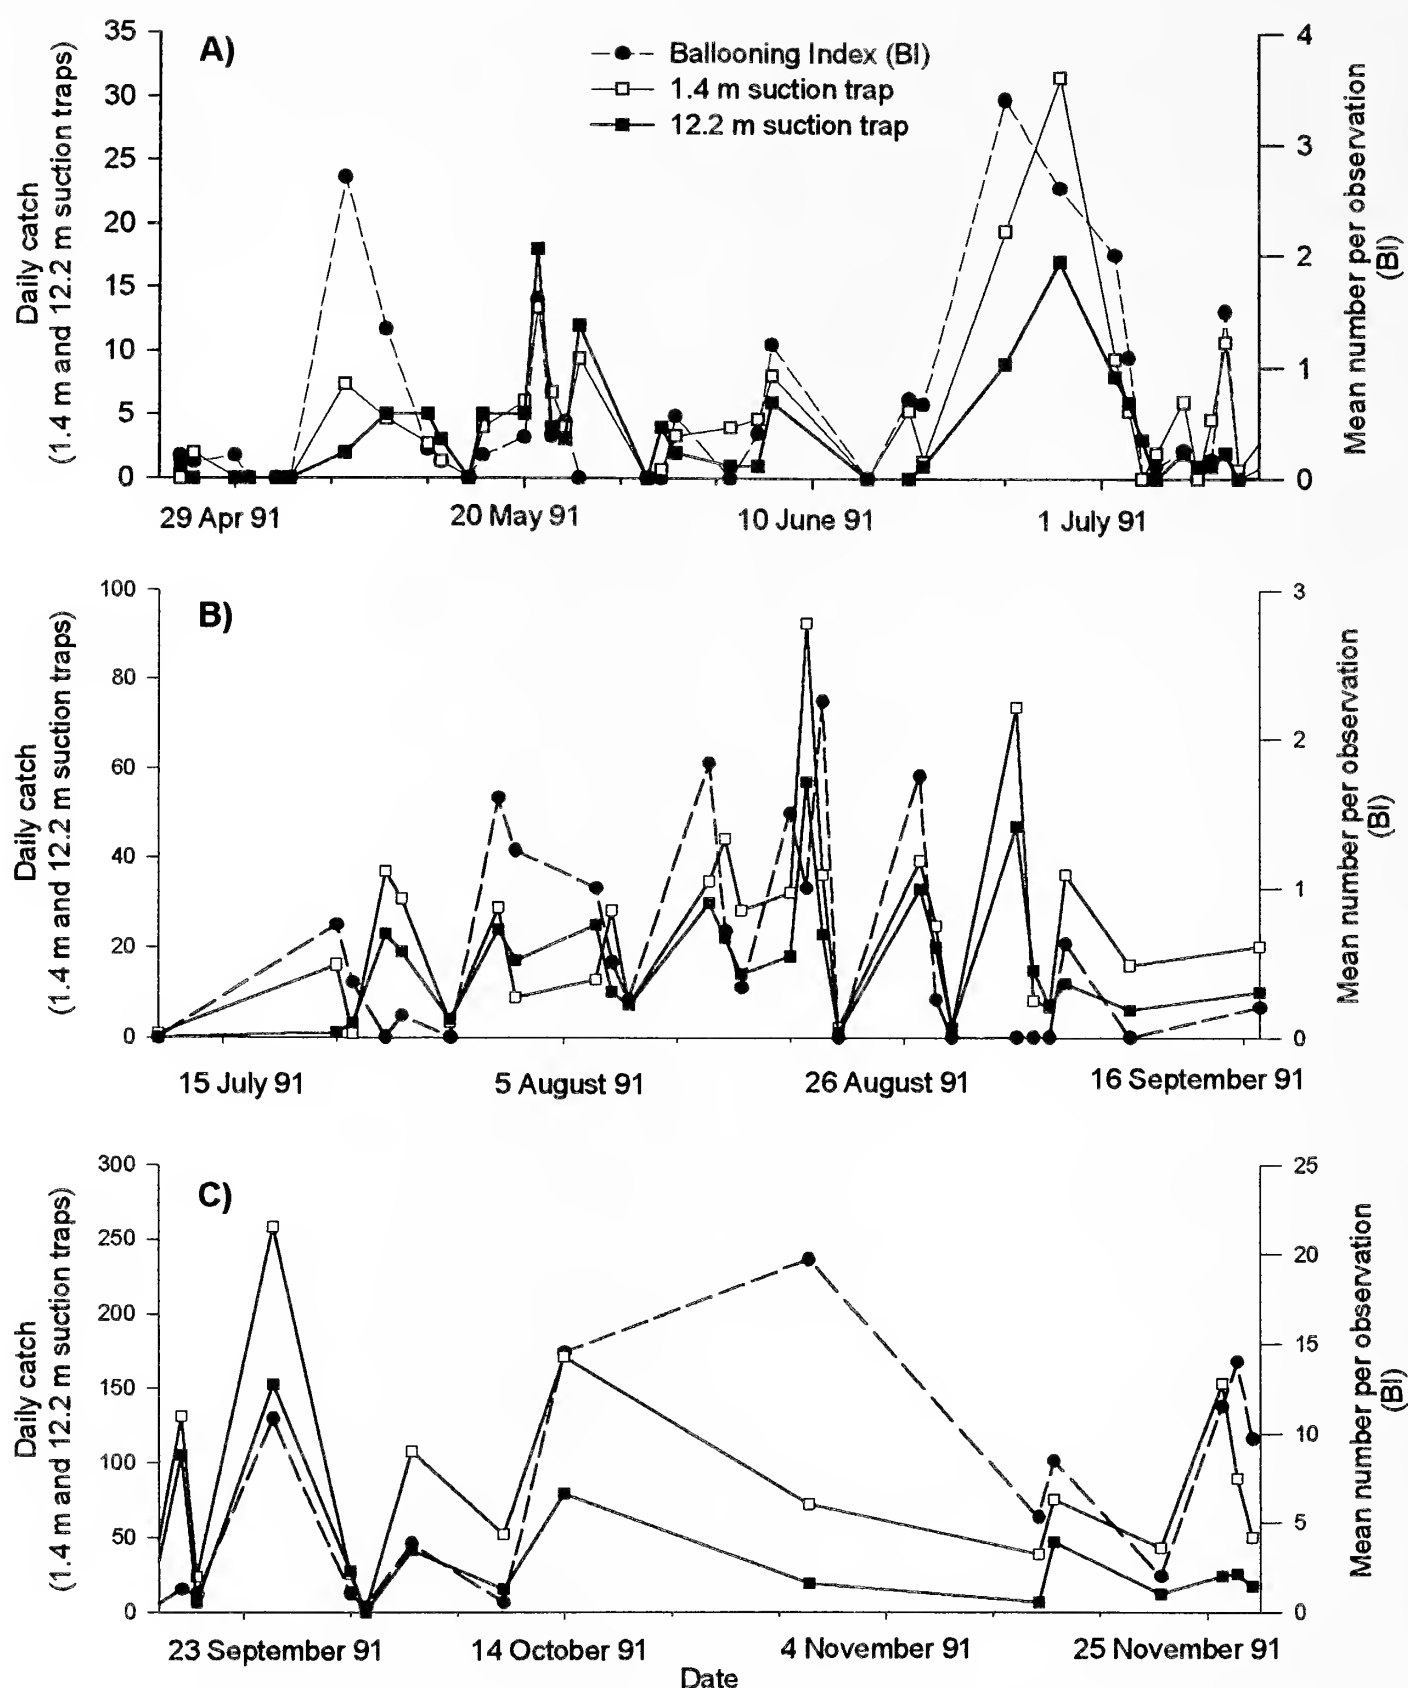 A)
Ballooning Index (BI)
1.4 m suction trap
12.2 m suction trap
Daily catch
(1.4 m and 12.2 m suction traps)
35
30
25
20
15
10
5
0
4
3
2
1
0
Mean number per observation
(BI)
29 Apr 91
20 May 91
10 June 91
1 July 91
B)
Daily catch
(1.4 m and 12.2 m suction traps)
100
80
60
40
20
0
3
2
1
0
Mean number per observation
(BI)
15 July 91
5 August 91
26 August 91
16 September 91
C)
Daily catch
(1.4 m and 12.2 m suction traps)
300
250
200
150
100
50
0
25
20
15
10
5
0
Mean number per observation
(BI)
23 September 91
14 October 91
4 November 91
25 November 91
Date